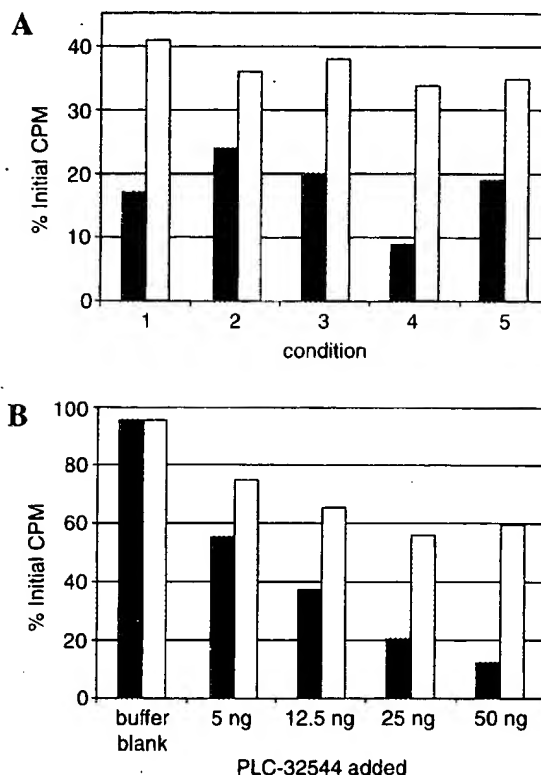 A
% Initial CPM
40
30
20
10
0
1 2 3 4 5
condition
B
% Initial CPM
100
80
60
40
20
0
buffer blank 5 ng 12.5 ng 25 ng 50 ng
PLC-32544 added